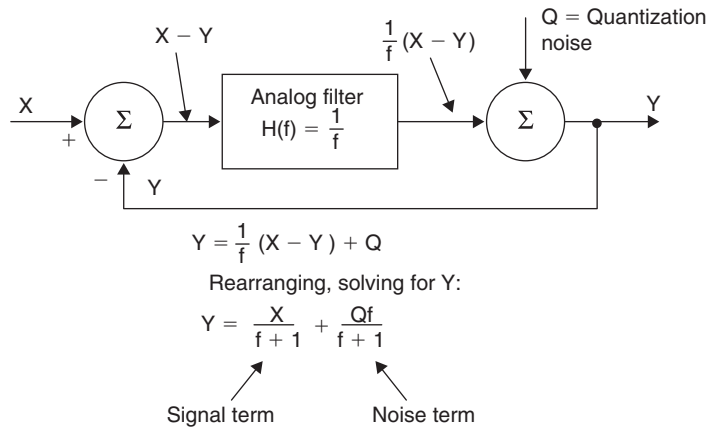 Q = Quantization
noise
X – Y
1/f (X – Y)
X
Σ
Analog filter
H(f) = 1/f
Σ
Y
+
–
Y
Y = 1/f (X – Y ) + Q
Rearranging, solving for Y:
Y = X/f + 1 + Qf/f + 1
Signal term
Noise term